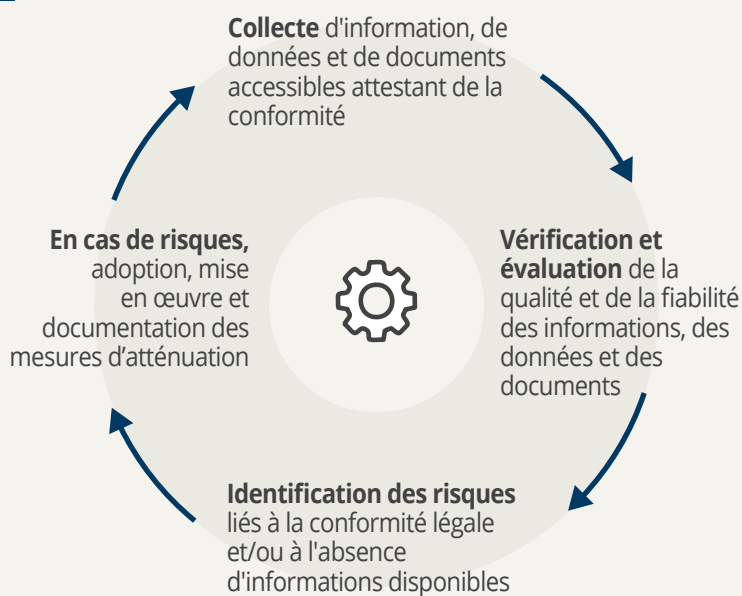 Collecte d'information, de
données et de documents
accessibles attestant de la
conformité
Vérification et
évaluation de la
qualité et de la fiabilité
des informations, des
données et des
documents
Identification des risques
liés à la conformité légale
et/ou à l'absence
d'informations disponibles
En cas de risques,
adoption, mise
en œuvre et
documentation des
mesures d’atténuation